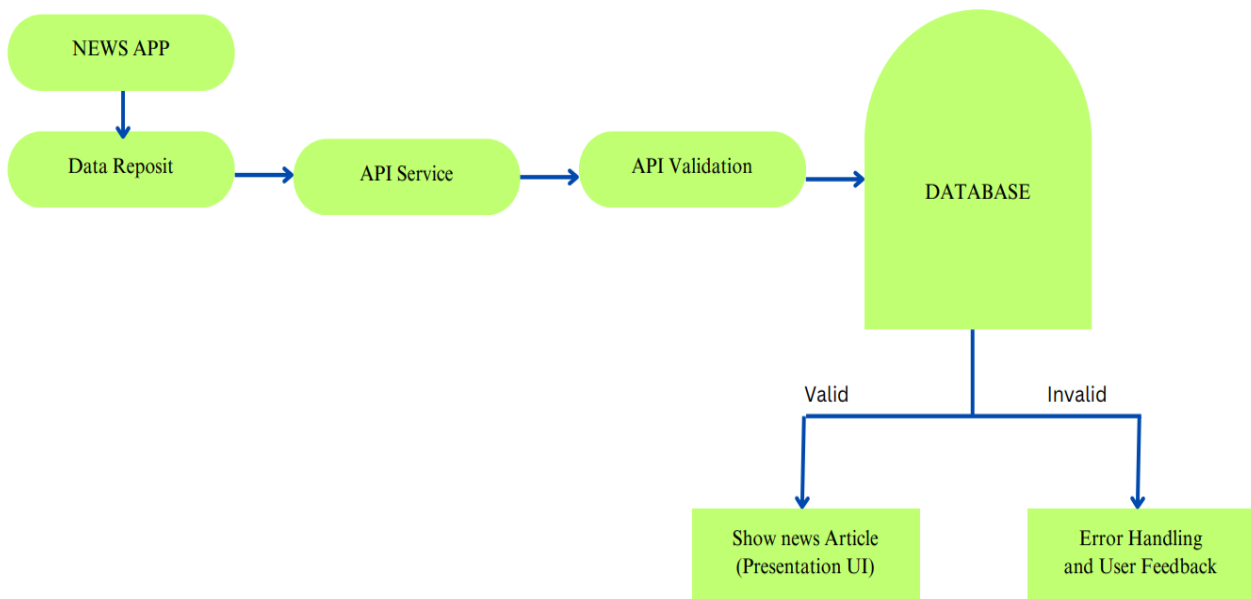 NEWS APP
Data Reposit
API Service
API Validation
DATABASE
Valid
Invalid
Show news Article
(Presentation UI)
Error Handling
and User Feedback